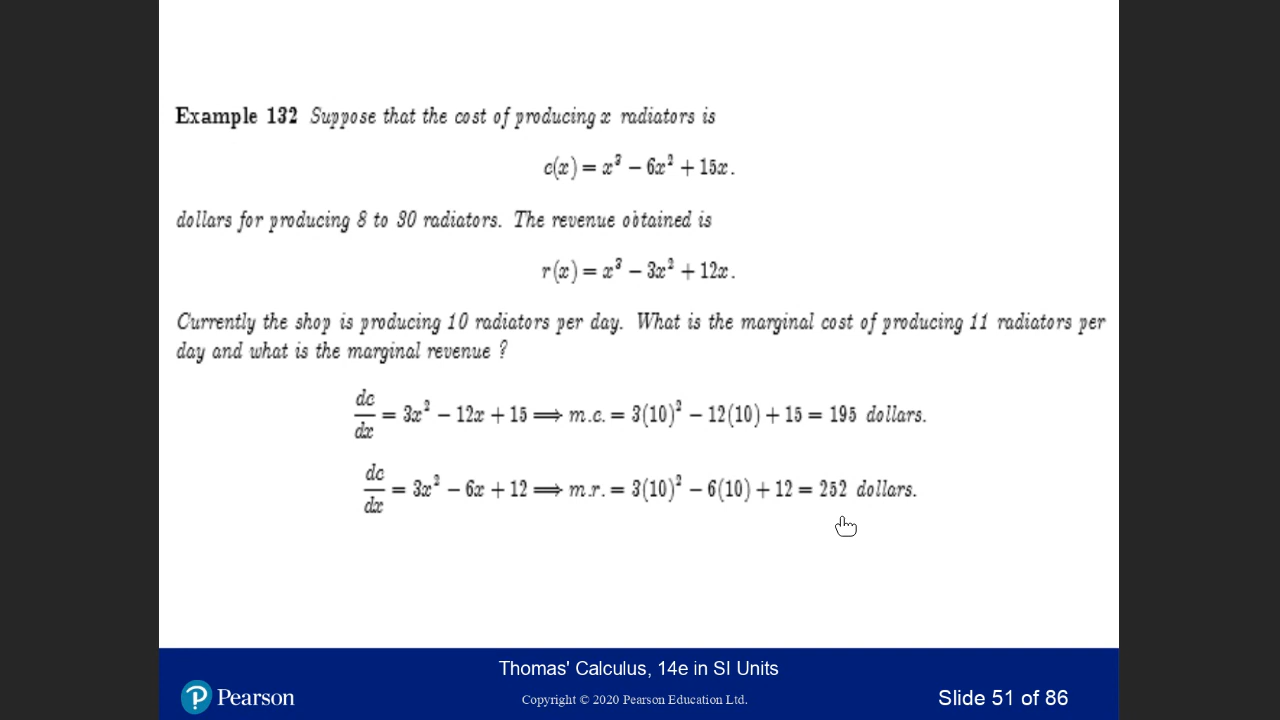 Example 132 Suppose that the cost of producing x radiators is
c(x) = x³ − 6x² + 15x.
dollars for producing 8 to 30 radiators. The revenue obtained is
r(x) = x³ − 3x² + 12x.
Currently the shop is producing 10 radiators per day. What is the marginal cost of producing 11 radiators per
day and what is the marginal revenue ?
dc/dx = 3x² − 12x + 15 ⟹ m.c. = 3(10)² − 12(10) + 15 = 195 dollars.
dc/dx = 3x² − 6x + 12 ⟹ m.r. = 3(10)² − 6(10) + 12 = 252 dollars.
Thomas' Calculus, 14e in SI Units
P Pearson
Copyright © 2020 Pearson Education Ltd.
Slide 51 of 86